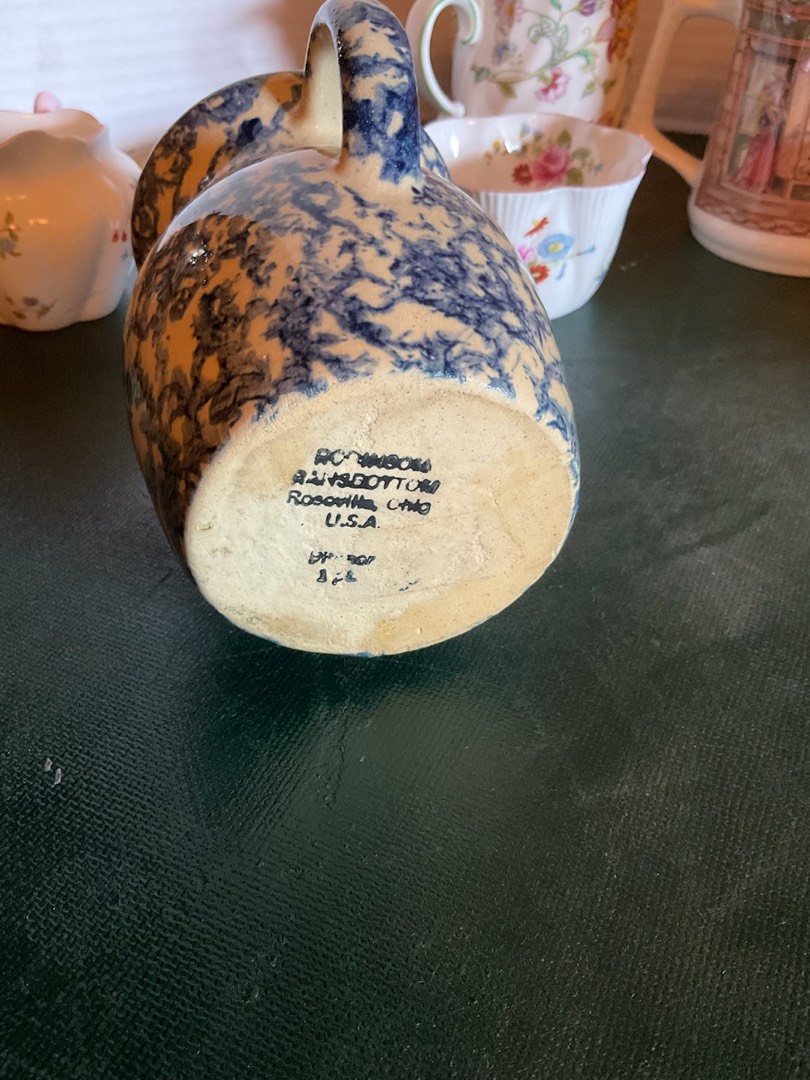 ROBINSON
RANSBOTTOM
Roseville, Ohio
U.S.A.